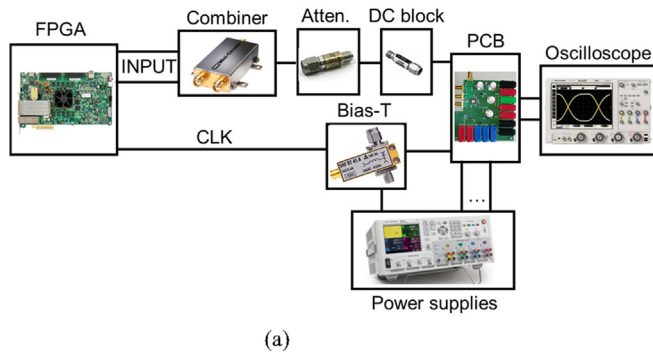 Combiner
Atten.
DC block
FPGA
PCB
Oscilloscope
INPUT
Bias-T
CLK
...
Power supplies
(a)